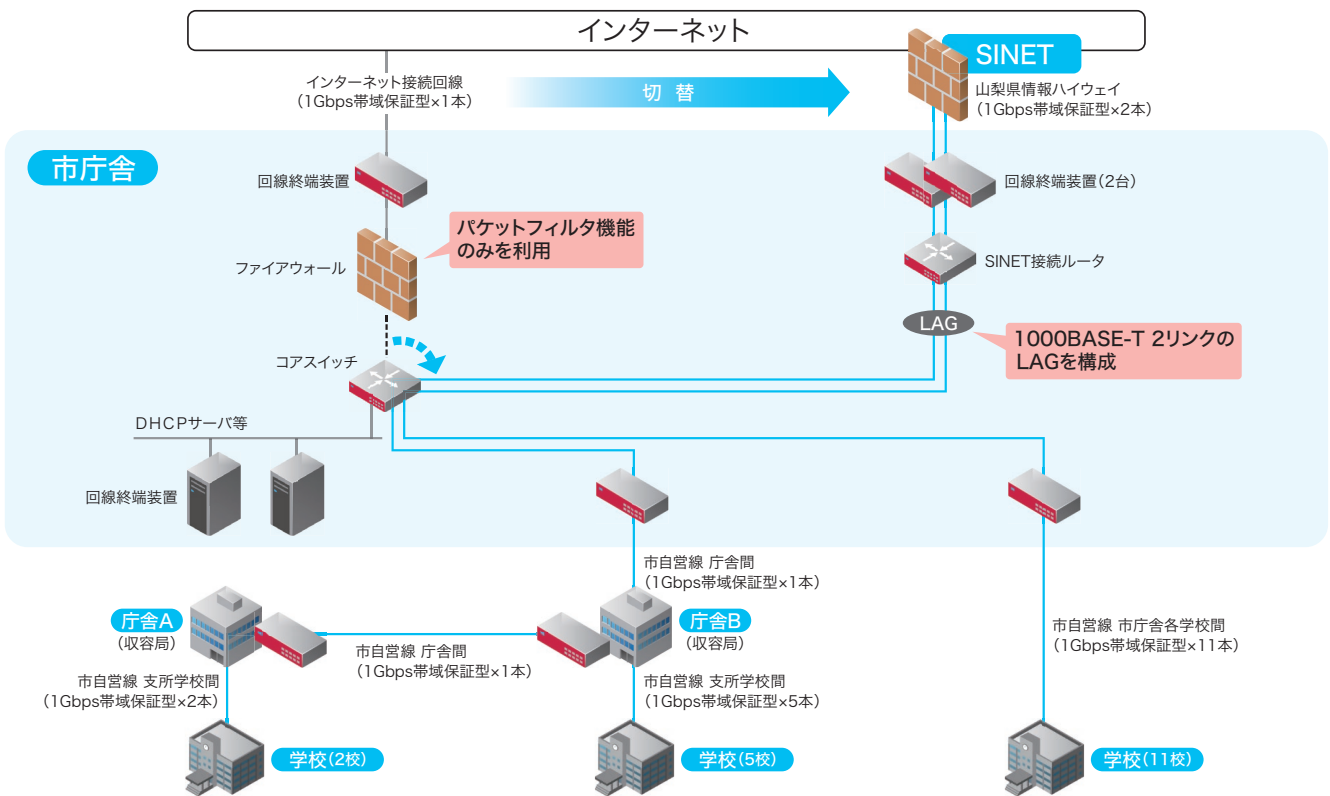 インターネット
SINET
インターネット接続回線
(1Gbps帯域保証型×1本)
切 替
山梨県情報ハイウェイ
(1Gbps帯域保証型×2本)
市庁舎
回線終端装置
回線終端装置(2台)
パケットフィルタ機能
のみを利用
ファイアウォール
SINET接続ルータ
LAG
1000BASE-T 2リンクの
LAGを構成
コアスイッチ
DHCPサーバ等
回線終端装置
市自営線 庁舎間
(1Gbps帯域保証型×1本)
庁舎A
(収容局)
庁舎B
(収容局)
市自営線 庁舎間
(1Gbps帯域保証型×1本)
市自営線 市庁舎各学校間
(1Gbps帯域保証型×11本)
市自営線 支所学校間
(1Gbps帯域保証型×2本)
市自営線 支所学校間
(1Gbps帯域保証型×5本)
学校(2校)
学校(5校)
学校(11校)